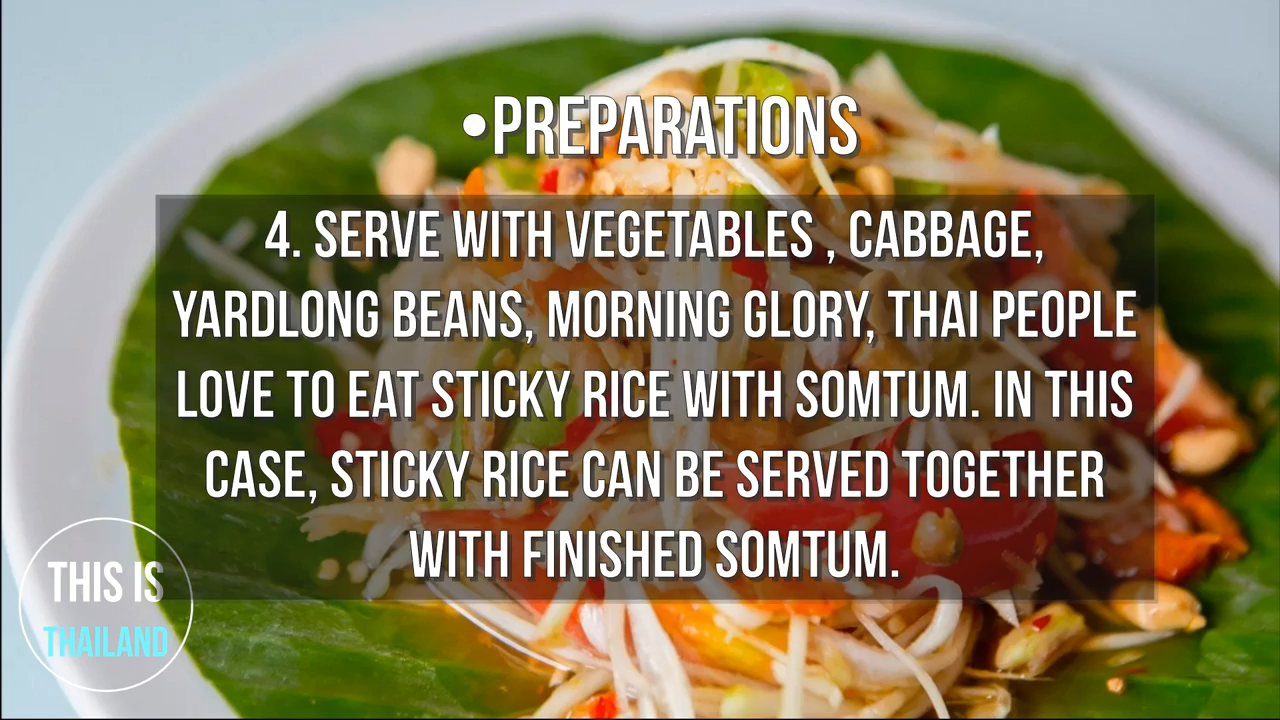 •PREPARATIONS
4. SERVE WITH VEGETABLES , CABBAGE,
YARDLONG BEANS, MORNING GLORY, THAI PEOPLE
LOVE TO EAT STICKY RICE WITH SOMTUM. IN THIS
CASE, STICKY RICE CAN BE SERVED TOGETHER
WITH FINISHED SOMTUM.
THIS IS
THAILAND